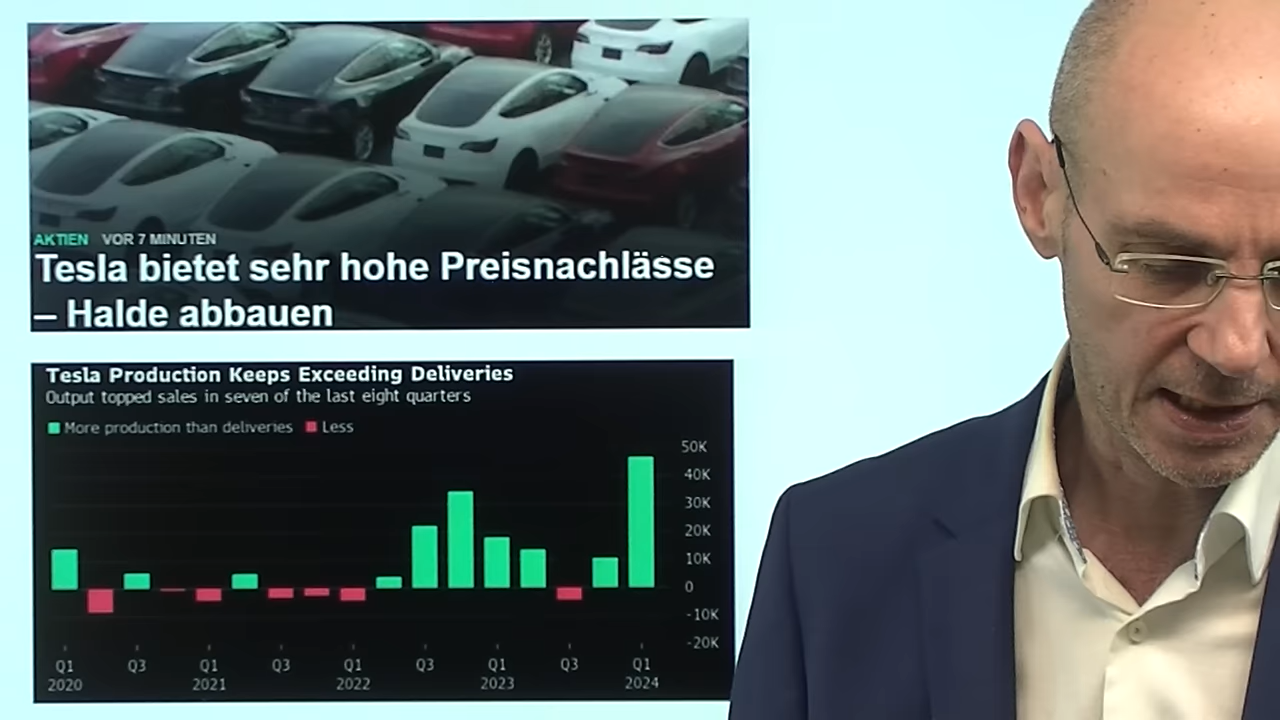 AKTIEN VOR 7 MINUTEN
Tesla bietet sehr hohe Preisnachlässe
– Halde abbauen
Tesla Production Keeps Exceeding Deliveries
Output topped sales in seven of the last eight quarters
More production than deliveries Less
50K
40K
30K
20K
10K
0
-10K
-20K
Q1 Q3 Q1 Q3 Q1 Q3 Q1 Q3 Q1
2020 2021 2022 2023 2024